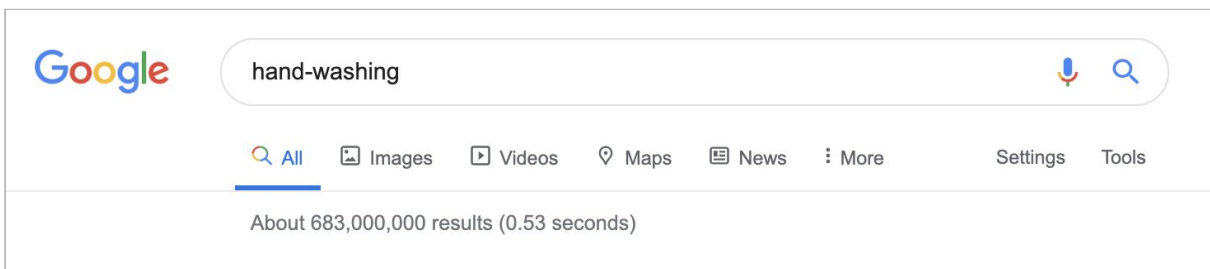 Google hand-washing
All Images Videos Maps News More Settings Tools
About 683,000,000 results (0.53 seconds)